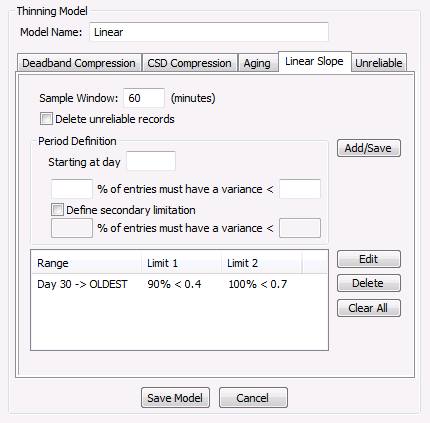 Thinning Model
Model Name: Linear
Deadband Compression CSD Compression Aging Linear Slope Unreliable
Sample Window: 60 (minutes)
Delete unreliable records
Period Definition
Starting at day
Add/Save
% of entries must have a variance <
Define secondary limitation
% of entries must have a variance <
Range Limit 1 Limit 2
Day 30 -> OLDEST 90% < 0.4 100% < 0.7
Edit
Delete
Clear All
Save Model Cancel